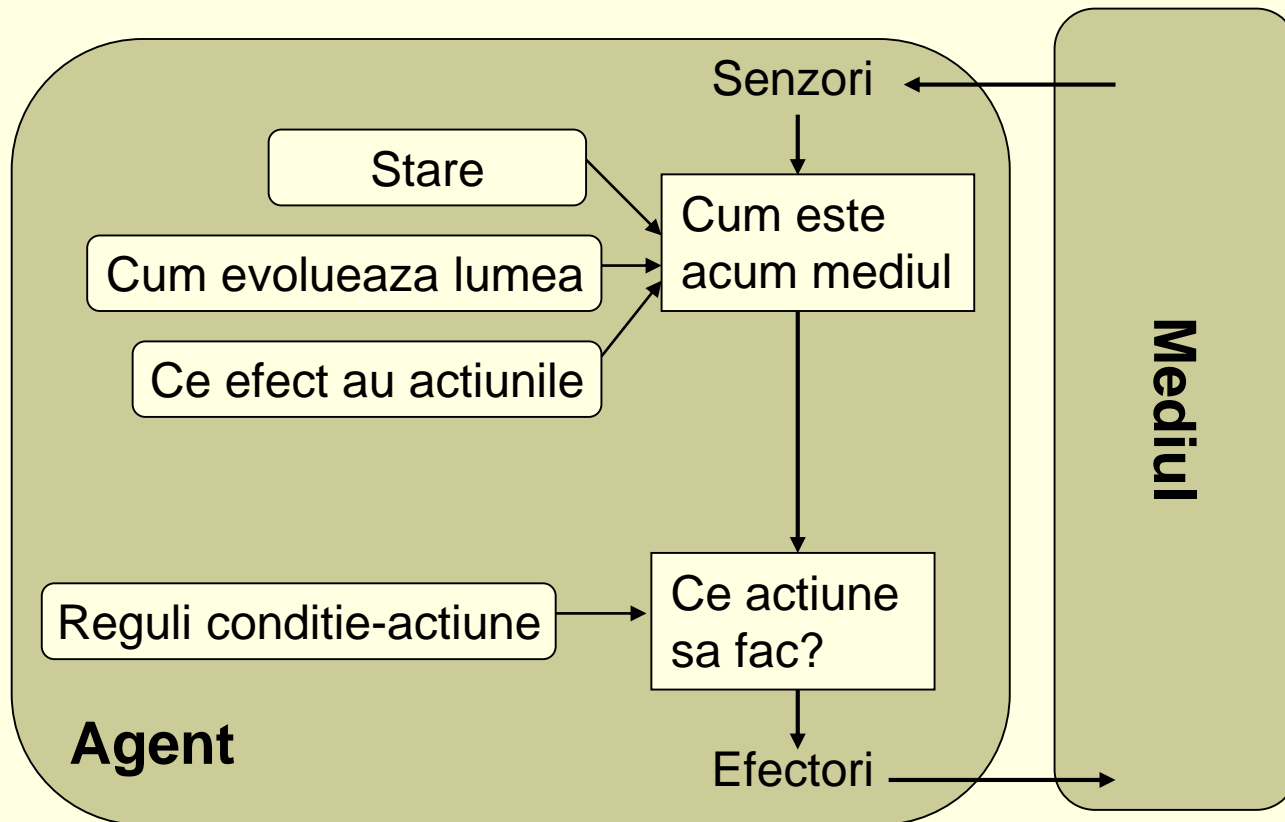 Senzori
Stare
Cum este
acum mediul
Cum evolueaza lumea
Ce efect au actiunile
Mediul
Reguli conditie-actiune
Ce actiune
sa fac?
Agent
Efectori